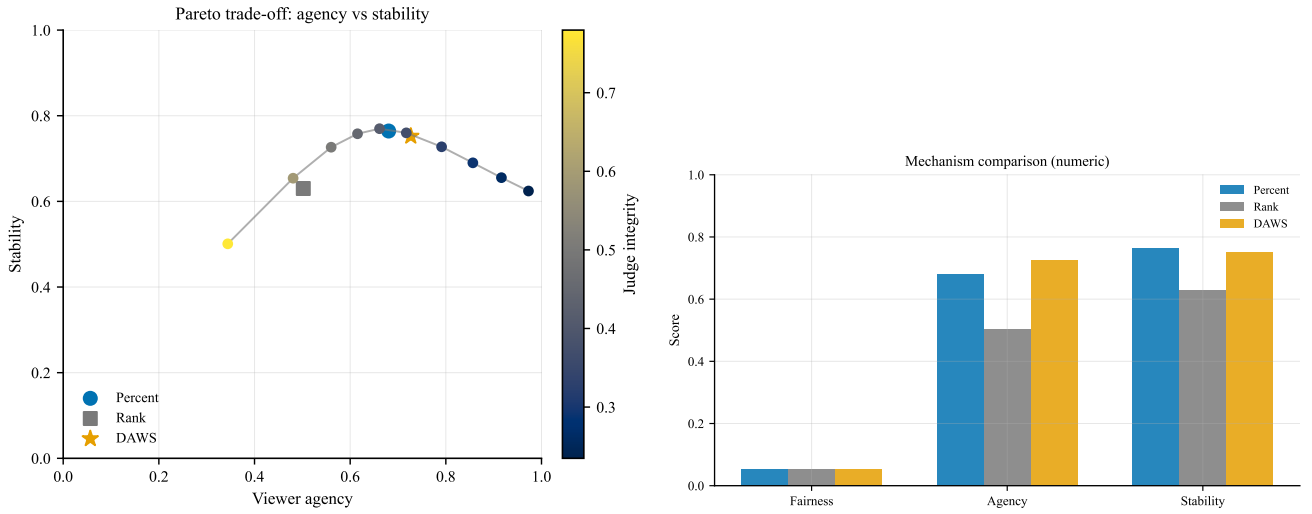 Pareto trade-off: agency vs stability
1.0
0.8
0.6
0.4
0.2
0.0
Stability
0.0 0.2 0.4 0.6 0.8 1.0
Viewer agency
Percent
Rank
DAWS
0.7
0.6
0.5
0.4
0.3
Judge integrity
Mechanism comparison (numeric)
1.0
0.8
0.6
0.4
0.2
0.0
Score
Fairness Agency Stability
Percent
Rank
DAWS